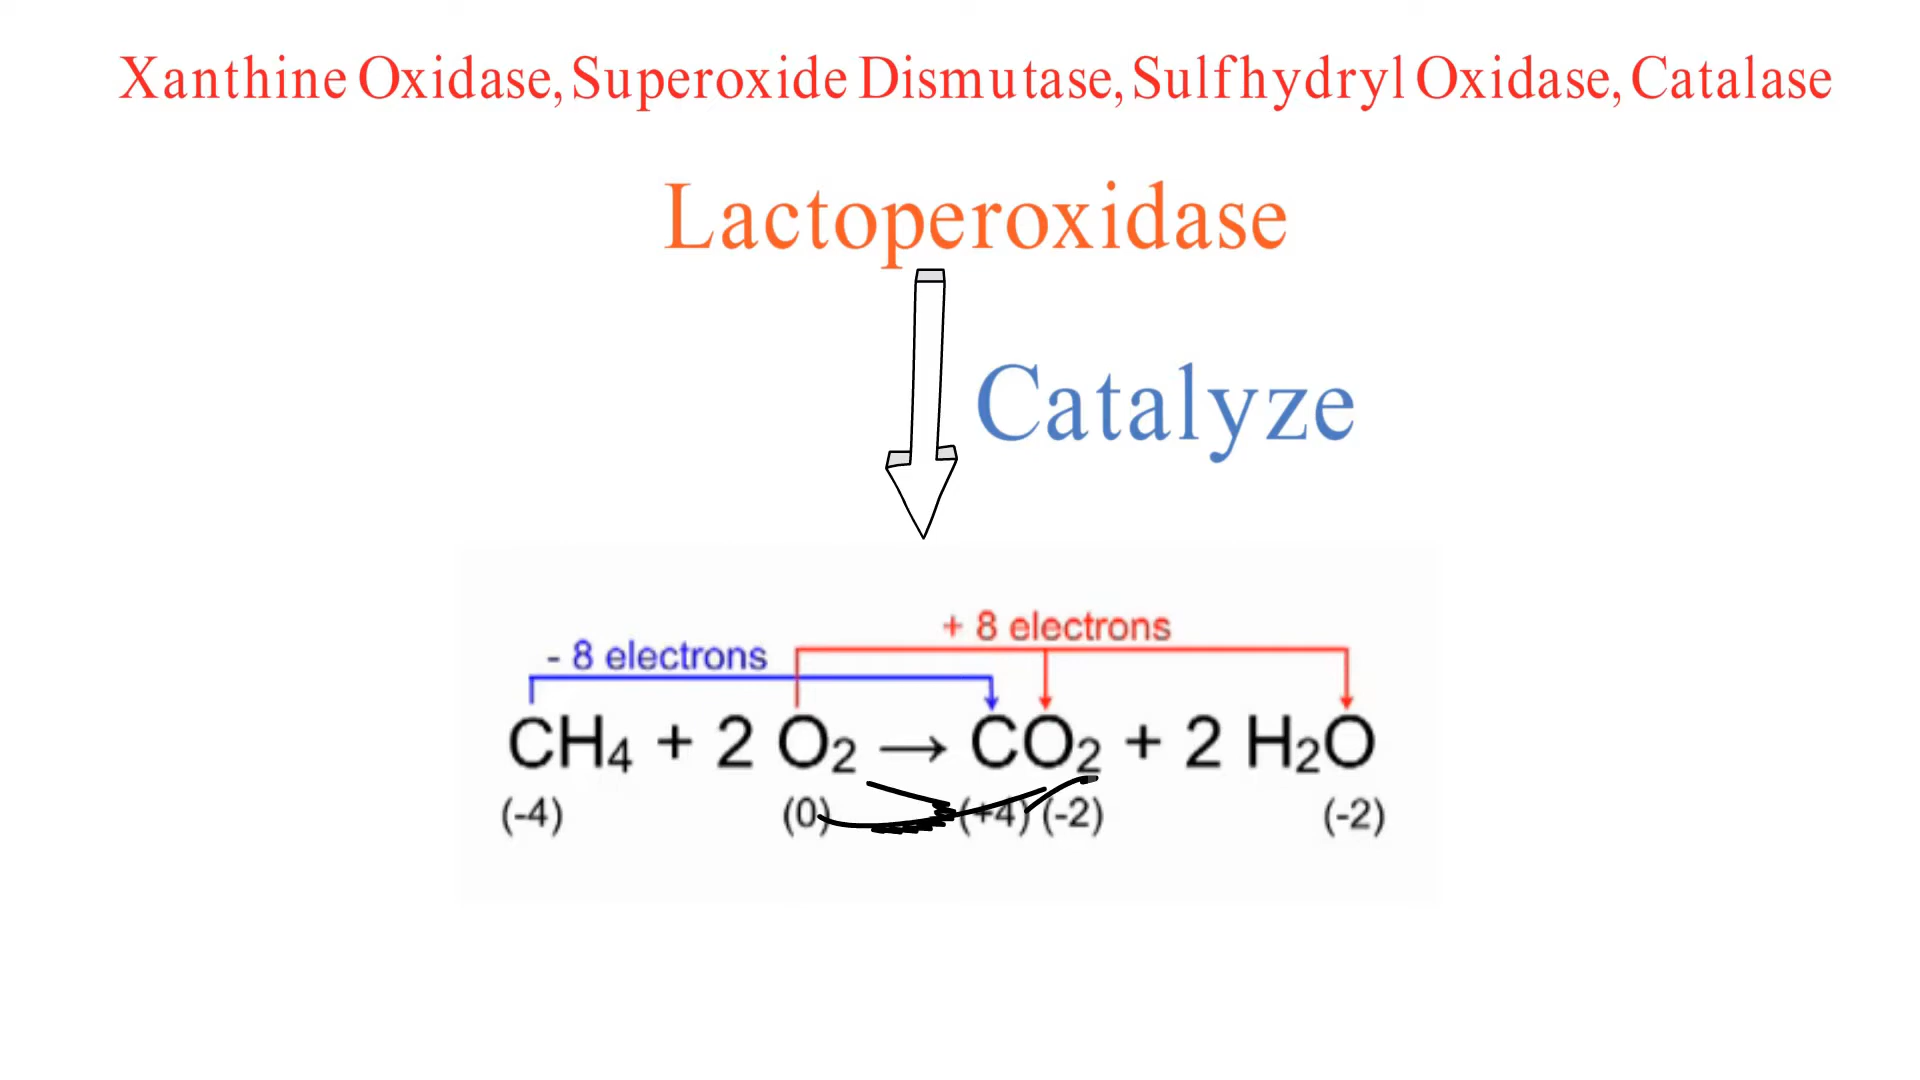 Xanthine Oxidase, Superoxide Dismutase, Sulfhydryl Oxidase, Catalase
Lactoperoxidase
Catalyze
+ 8 electrons
- 8 electrons
CH₄ + 2 O₂ → CO₂ + 2 H₂O
(-4) (0) (+4) (-2) (-2)